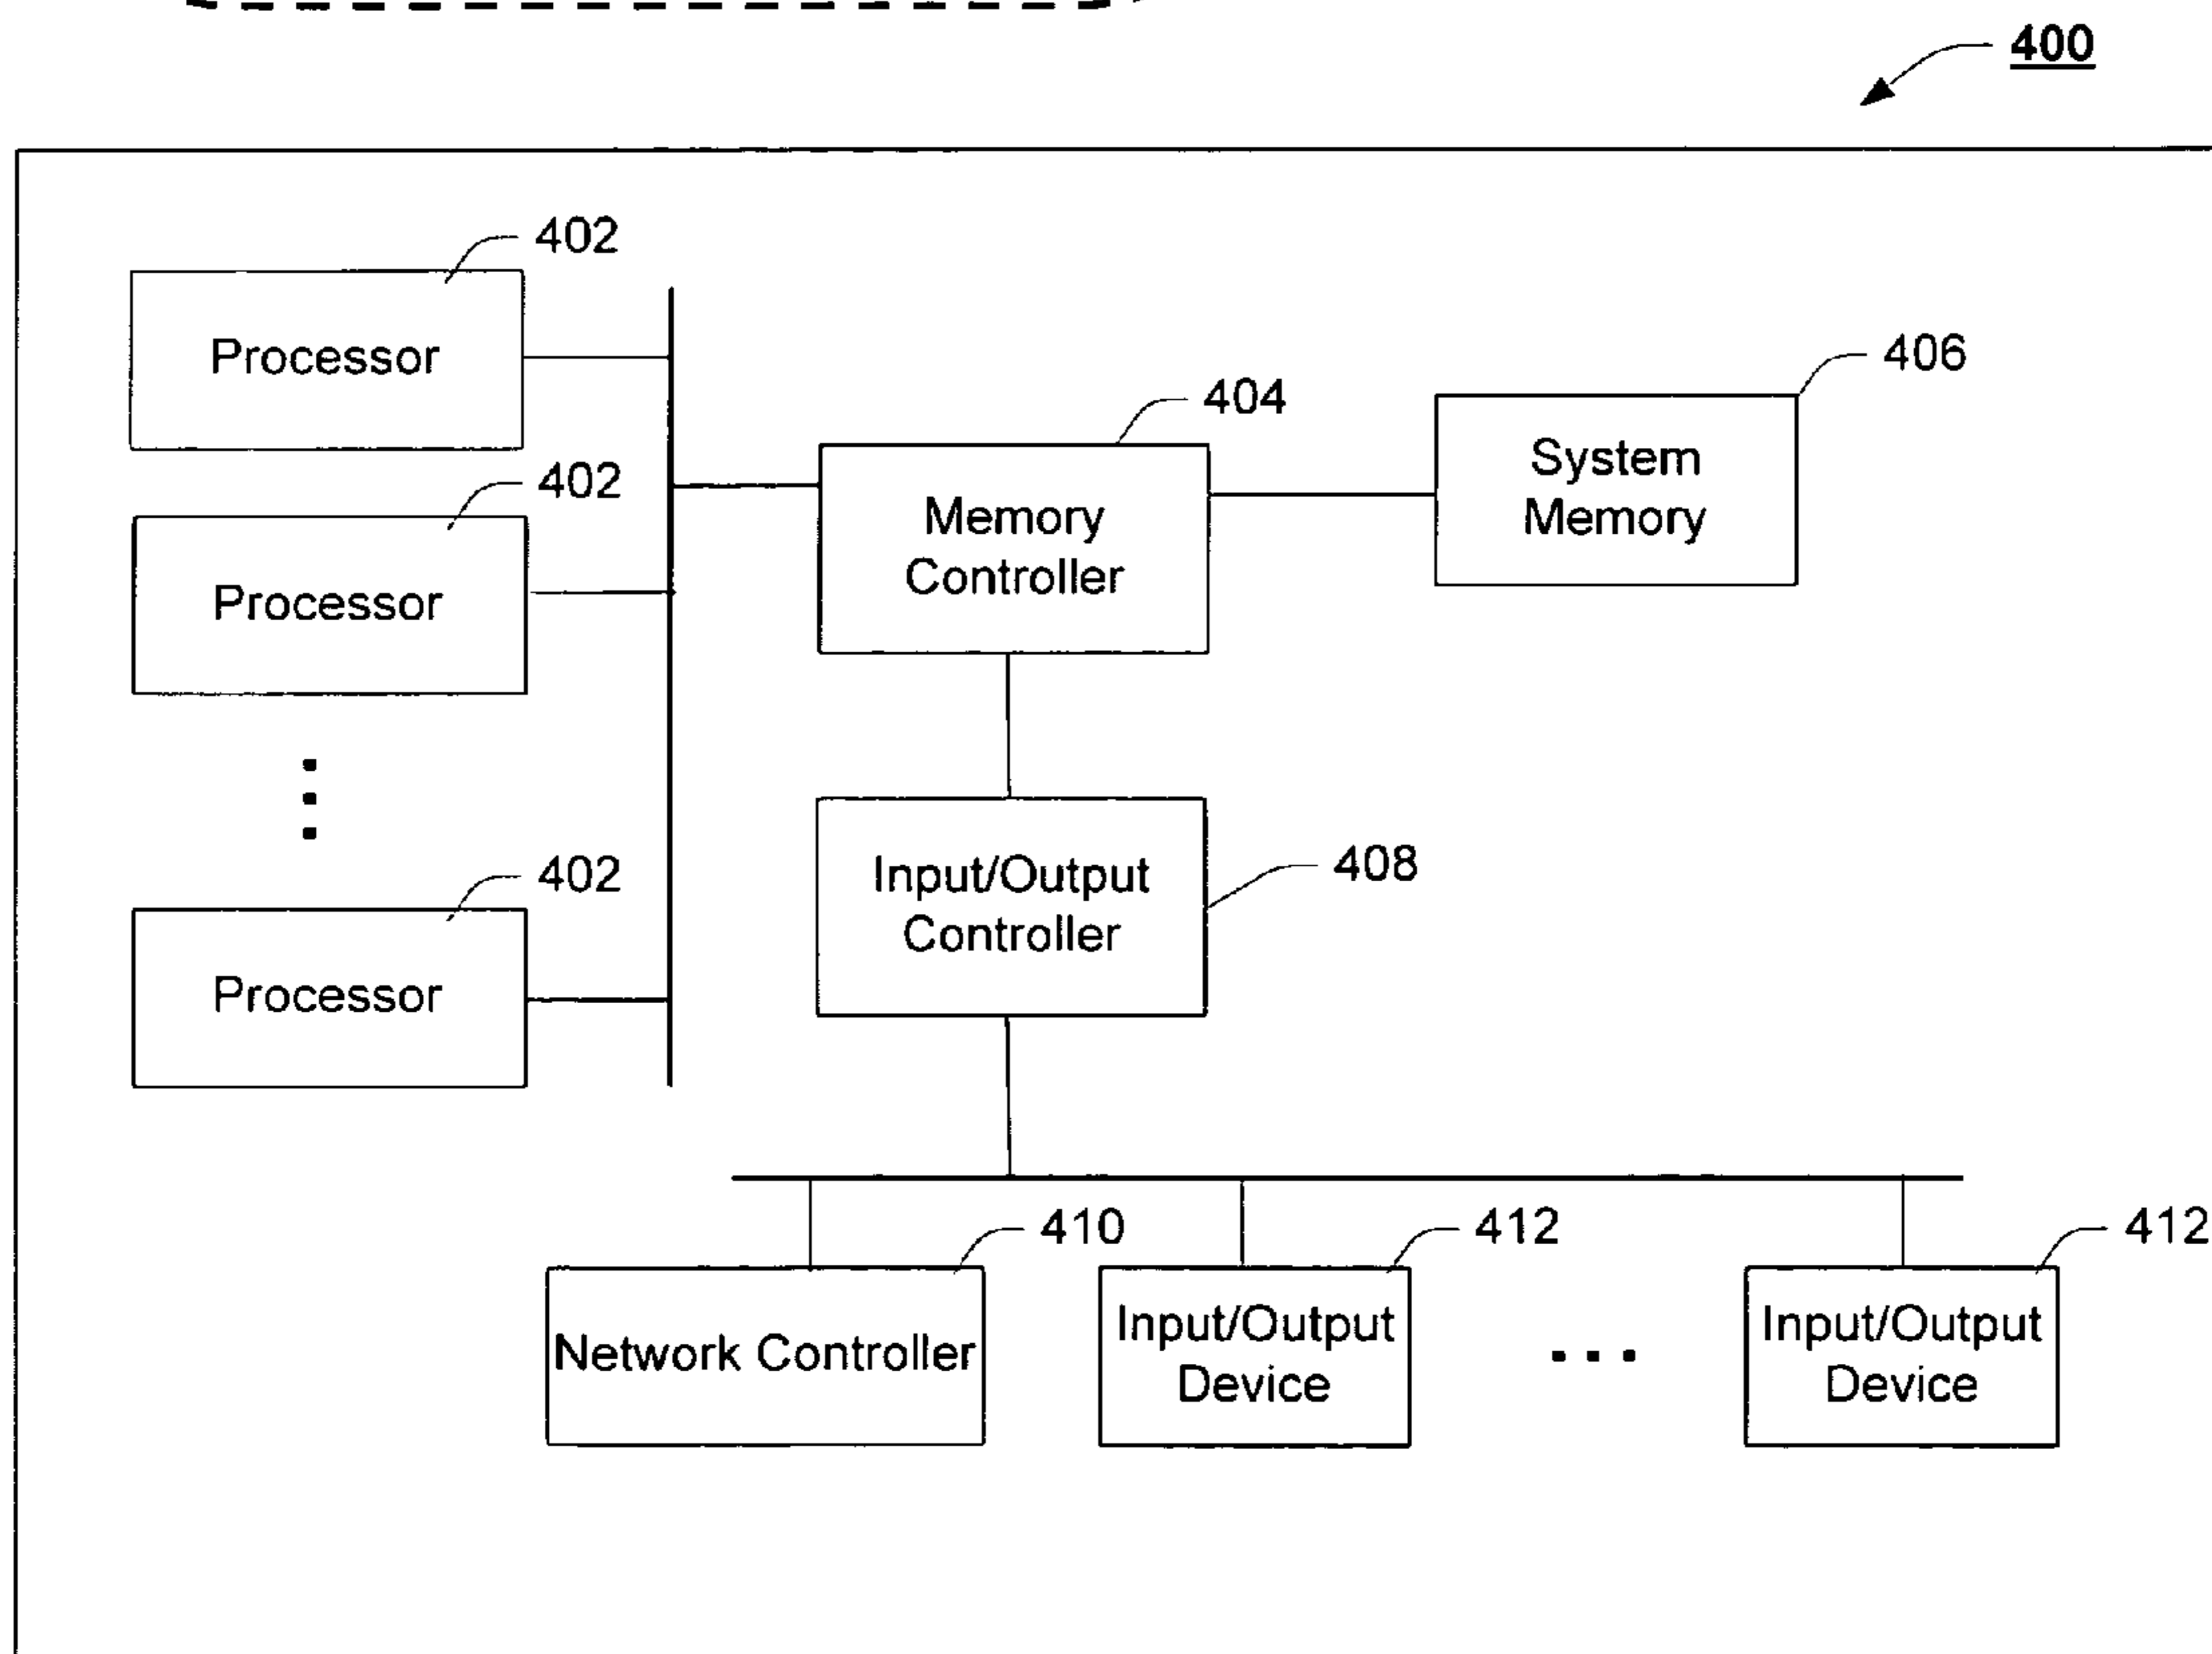 400
402
Processor
402
Processor
402
Processor
404
Memory
Controller
406
System
Memory
408
Input/Output
Controller
410
Network Controller
412
Input/Output
Device
412
Input/Output
Device